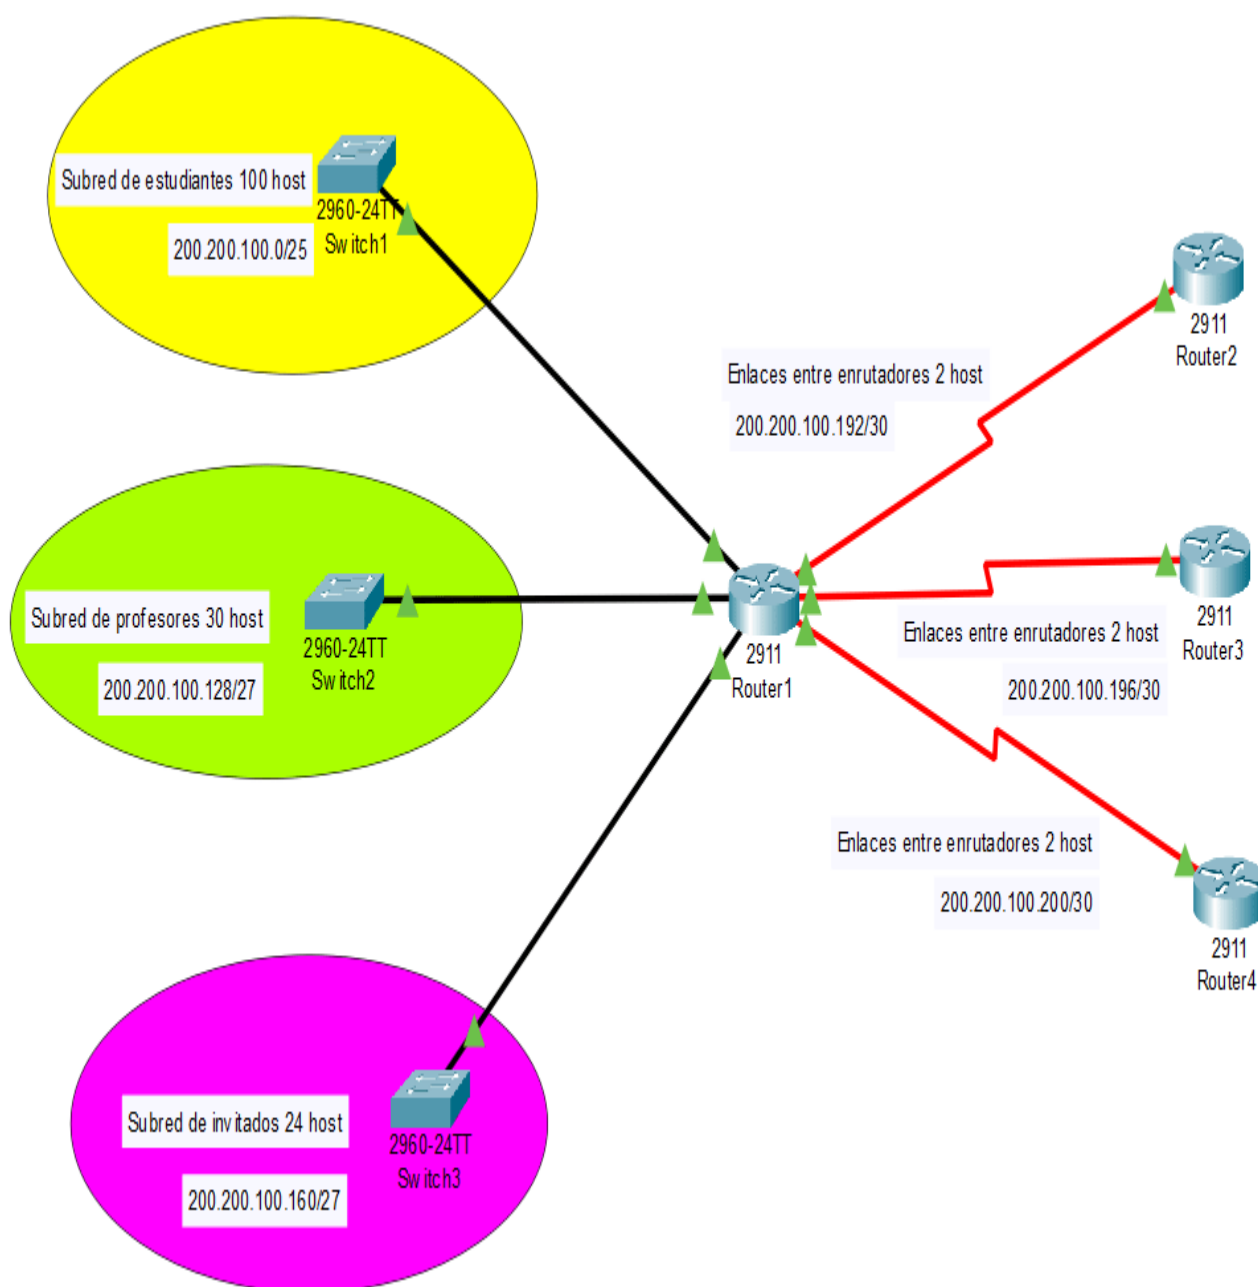 Subred de estudiantes 100 host
200.200.100.0/25
2960-24TT
Switch1
2911
Router2
Enlaces entre enrutadores 2 host
200.200.100.192/30
Subred de profesores 30 host
200.200.100.128/27
2960-24TT
Switch2
2911
Router1
2911
Router3
Enlaces entre enrutadores 2 host
200.200.100.196/30
Enlaces entre enrutadores 2 host
200.200.100.200/30
2911
Router4
Subred de invitados 24 host
200.200.100.160/27
2960-24TT
Switch3